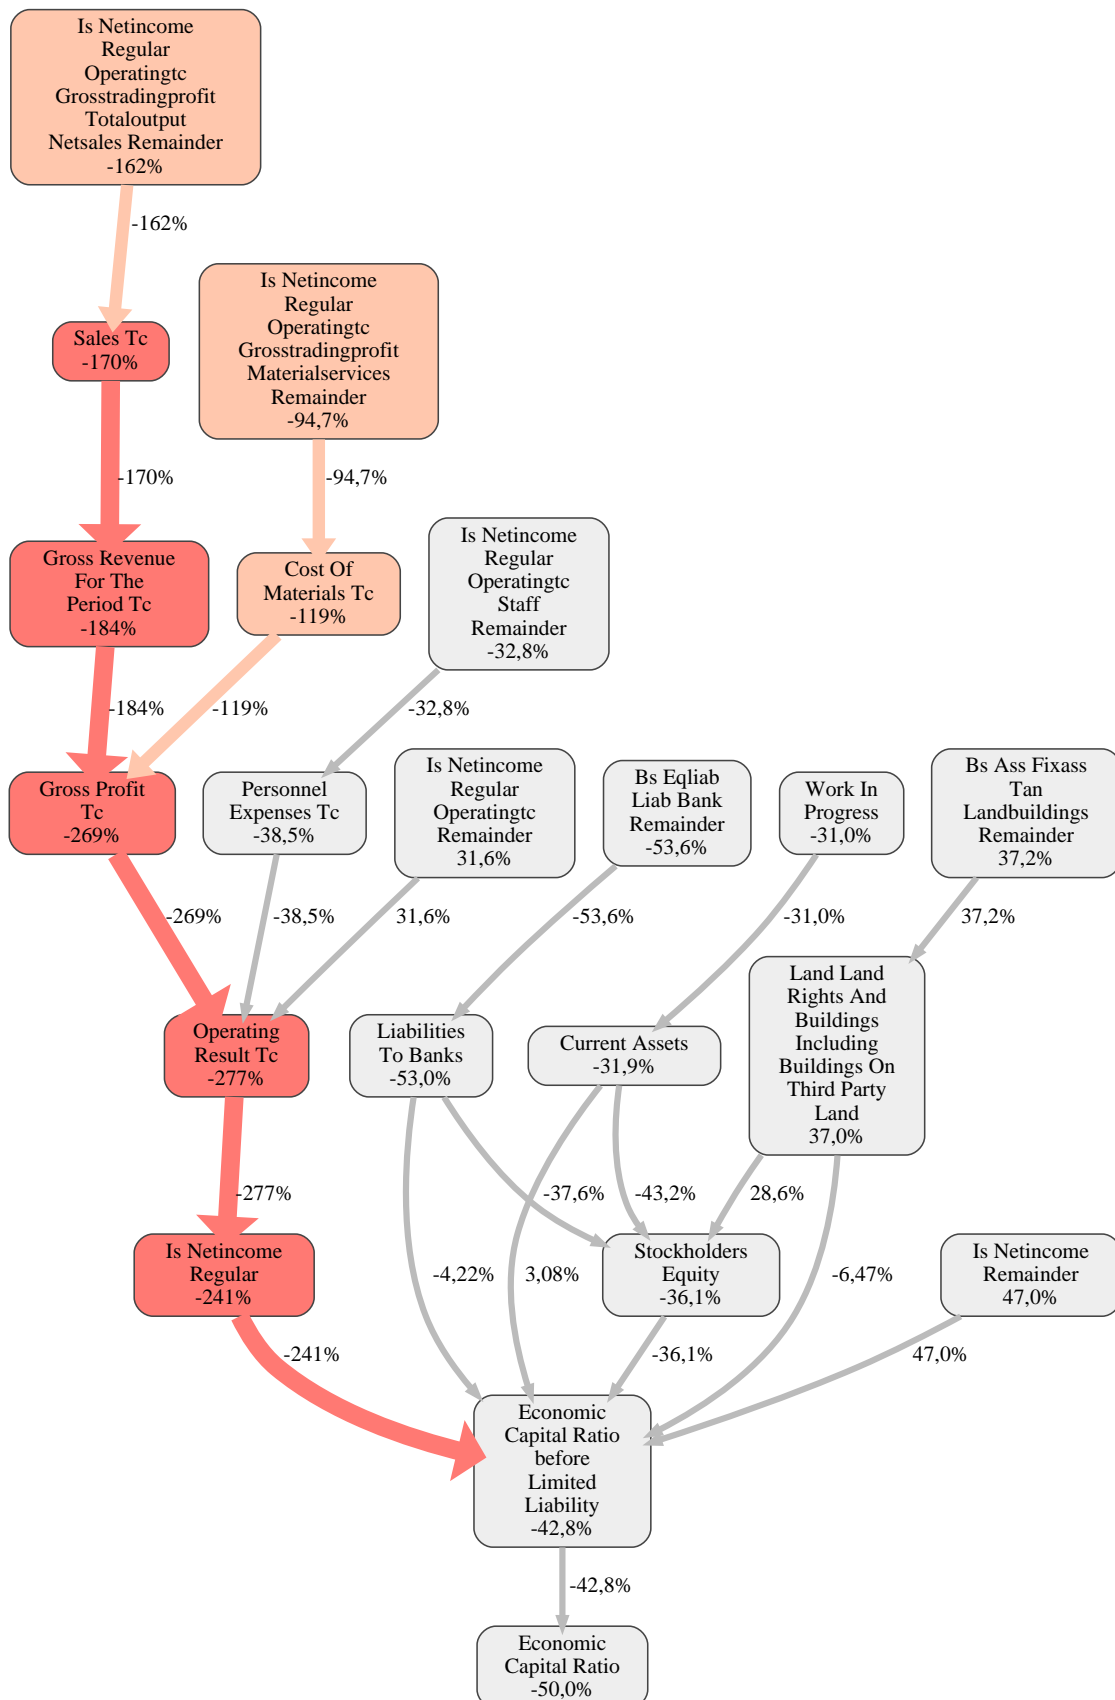 Is Netincome
Regular
Operatingtc
Grosstradingprofit
Totaloutput
Netsales Remainder
-162%
-162%
Is Netincome
Regular
Operatingtc
Grosstradingprofit
Materialservices
Remainder
-94,7%
Sales Tc
-170%
-170%
-94,7%
Is Netincome
Regular
Operatingtc
Staff
Remainder
-32,8%
Gross Revenue
For The
Period Tc
-184%
Cost Of
Materials Tc
-119%
-184%
-119%
-32,8%
Gross Profit
Tc
-269%
Personnel
Expenses Tc
-38,5%
Is Netincome
Regular
Operatingtc
Remainder
31,6%
Bs Eqliab
Liab Bank
Remainder
-53,6%
Work In
Progress
-31,0%
Bs Ass Fixass
Tan
Landbuildings
Remainder
37,2%
-269%
-38,5%
31,6%
-53,6%
-31,0%
37,2%
Operating
Result Tc
-277%
Liabilities
To Banks
-53,0%
Current Assets
-31,9%
Land Land
Rights And
Buildings
Including
Buildings On
Third Party
Land
37,0%
-277%
-37,6%
-43,2%
28,6%
Is Netincome
Regular
-241%
-4,22%
3,08%
Stockholders
Equity
-36,1%
-6,47%
Is Netincome
Remainder
47,0%
-241%
-36,1%
47,0%
Economic
Capital Ratio
before
Limited
Liability
-42,8%
-42,8%
Economic
Capital Ratio
-50,0%